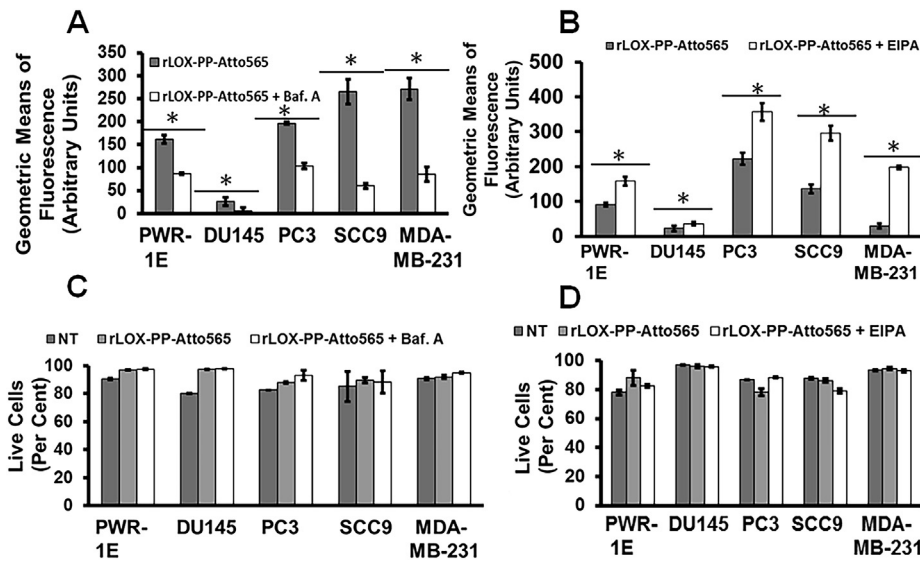 A
Geometric Means of
Fluorescence
(Arbitrary Units)
350
300
250
200
150
100
50
0
rLOX-PP-Atto565
rLOX-PP-Atto565 + Baf. A
*
*
*
*
*
PWR-
1E
DU145
PC3
SCC9
MDA-
MB-231
B
rLOX-PP-Atto565
rLOX-PP-Atto565 + EIPA
Geometric Means of
Fluorescence
(Arbitrary Units)
500
400
300
200
100
0
*
*
*
*
*
PWR-
1E
DU145
PC3
SCC9
MDA-
MB-231
C
NT
rLOX-PP-Atto565
rLOX-PP-Atto565 + Baf. A
Live Cells
(Per Cent)
100
80
60
40
20
0
PWR-
1E
DU145
PC3
SCC9
MDA-
MB-231
D
NT
rLOX-PP-Atto565
rLOX-PP-Atto565 + EIPA
Live Cells
(Per Cent)
100
80
60
40
20
0
PWR-
1E
DU145
PC3
SCC9
MDA-
MB-231